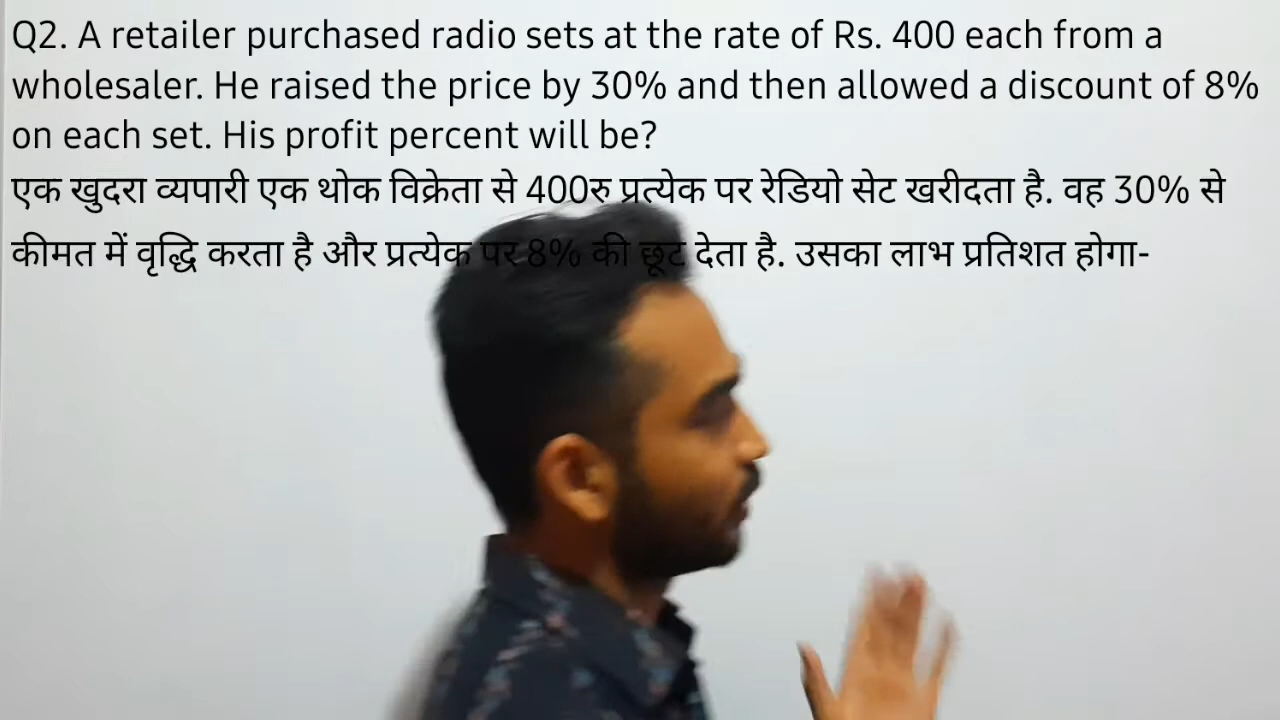 Q2. A retailer purchased radio sets at the rate of Rs. 400 each from a
wholesaler. He raised the price by 30% and then allowed a discount of 8%
on each set. His profit percent will be?
एक खुदरा व्यपारी एक थोक विक्रेता से 400रु प्रत्येक पर रेडियो सेट खरीदता है. वह 30% से
कीमत में वृद्धि करता है और प्रत्येक पर 8% की छूट देता है. उसका लाभ प्रतिशत होगा-